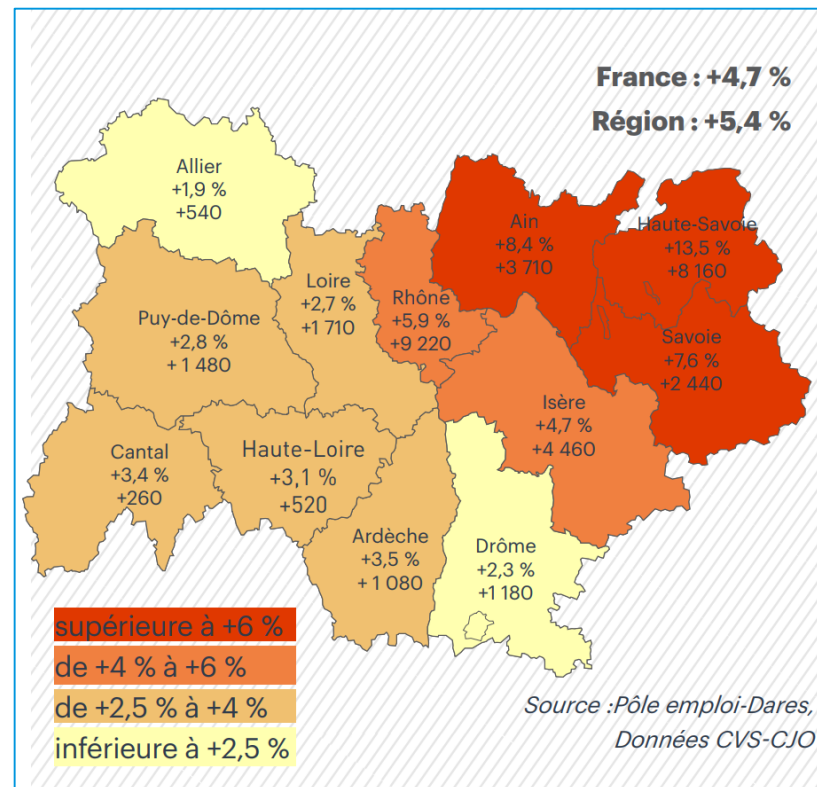 France : +4,7 %
Région : +5,4 %
Allier
+1,9 %
+540
Ain
+8,4 %
+3 710
Haute-Savoie
+13,5 %
+8 160
Loire
+2,7 %
+1 710
Rhône
+5,9 %
+9 220
Puy-de-Dôme
+2,8 %
+ 1 480
Savoie
+7,6 %
+2 440
Isère
+4,7 %
+4 460
Cantal
+3,4 %
+260
Haute-Loire
+3,1 %
+520
Ardèche
+3,5 %
+ 1 080
Drôme
+2,3 %
+1 180
supérieure à +6 %
de +4 % à +6 %
de +2,5 % à +4 %
inférieure à +2,5 %
Source :Pôle emploi-Dares,
Données CVS-CJO